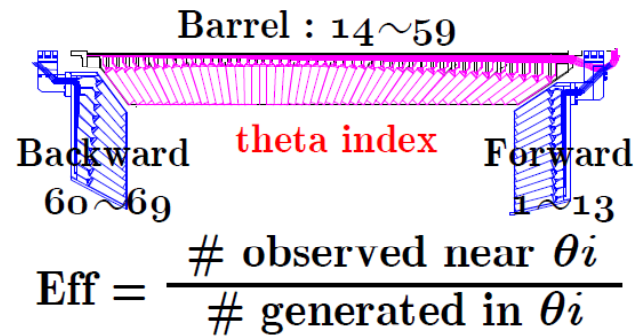 Barrel : 14~59
theta index
Backward
60~69
Forward
1~13
Eff = # observed near θi / # generated in θi